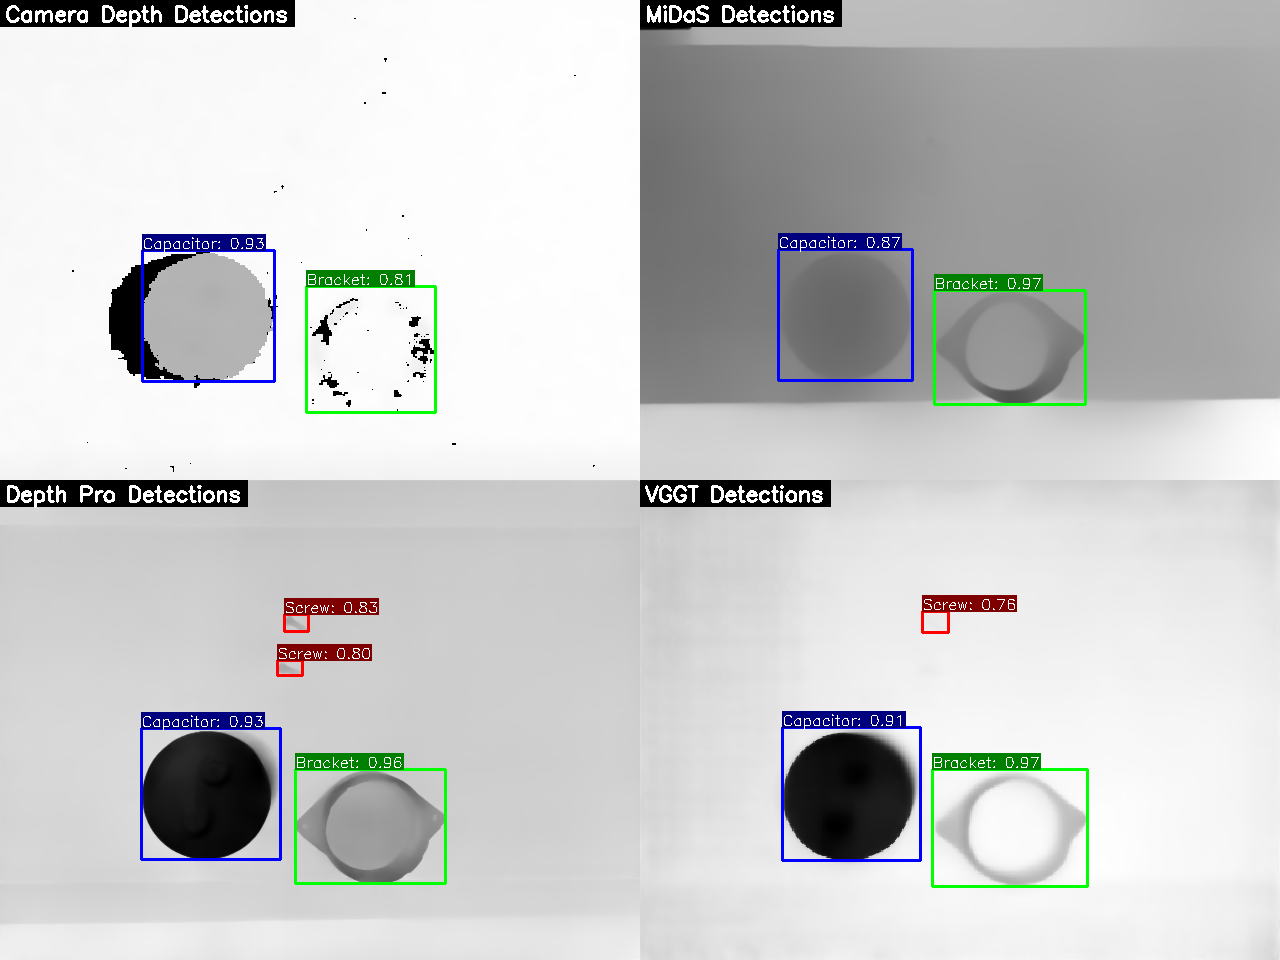 Camera Depth Detections
Capacitor: 0.93
Bracket: 0.81
MiDaS Detections
Capacitor: 0.87
Bracket: 0.97
Depth Pro Detections
Screw: 0.83
Screw: 0.80
Capacitor: 0.93
Bracket: 0.96
VGGT Detections
Screw: 0.76
Capacitor: 0.91
Bracket: 0.97